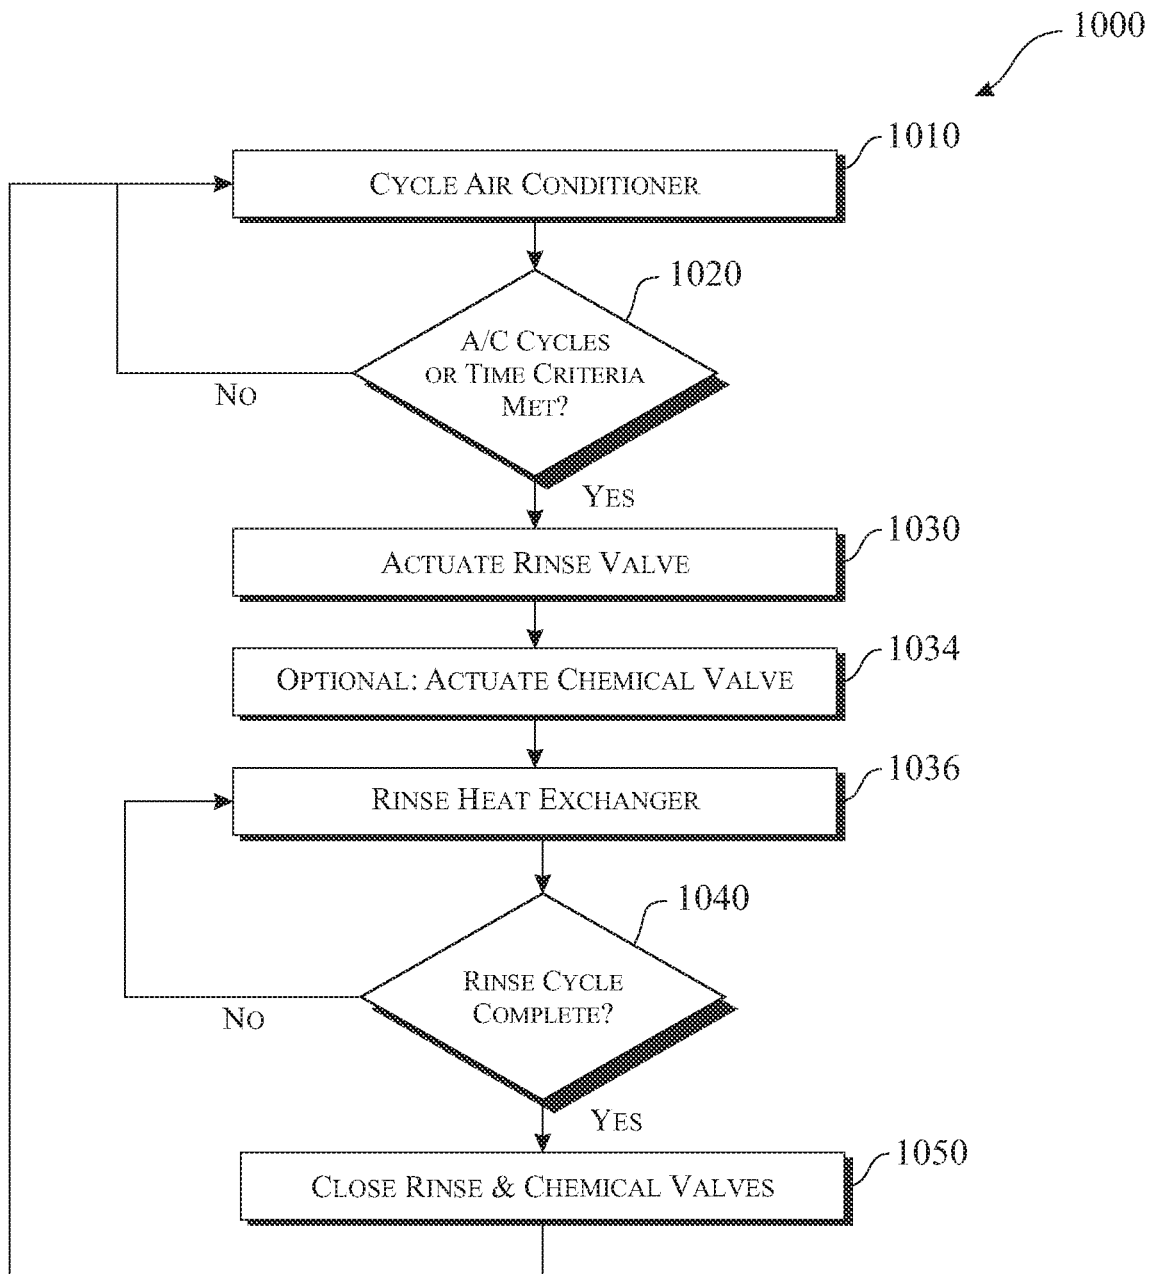 1000
1010
CYCLE AIR CONDITIONER
1020
A/C CYCLES
OR TIME CRITERIA
MET?
NO
YES
1030
ACTUATE RINSE VALVE
1034
OPTIONAL: ACTUATE CHEMICAL VALVE
1036
RINSE HEAT EXCHANGER
1040
RINSE CYCLE
COMPLETE?
NO
YES
1050
CLOSE RINSE & CHEMICAL VALVES